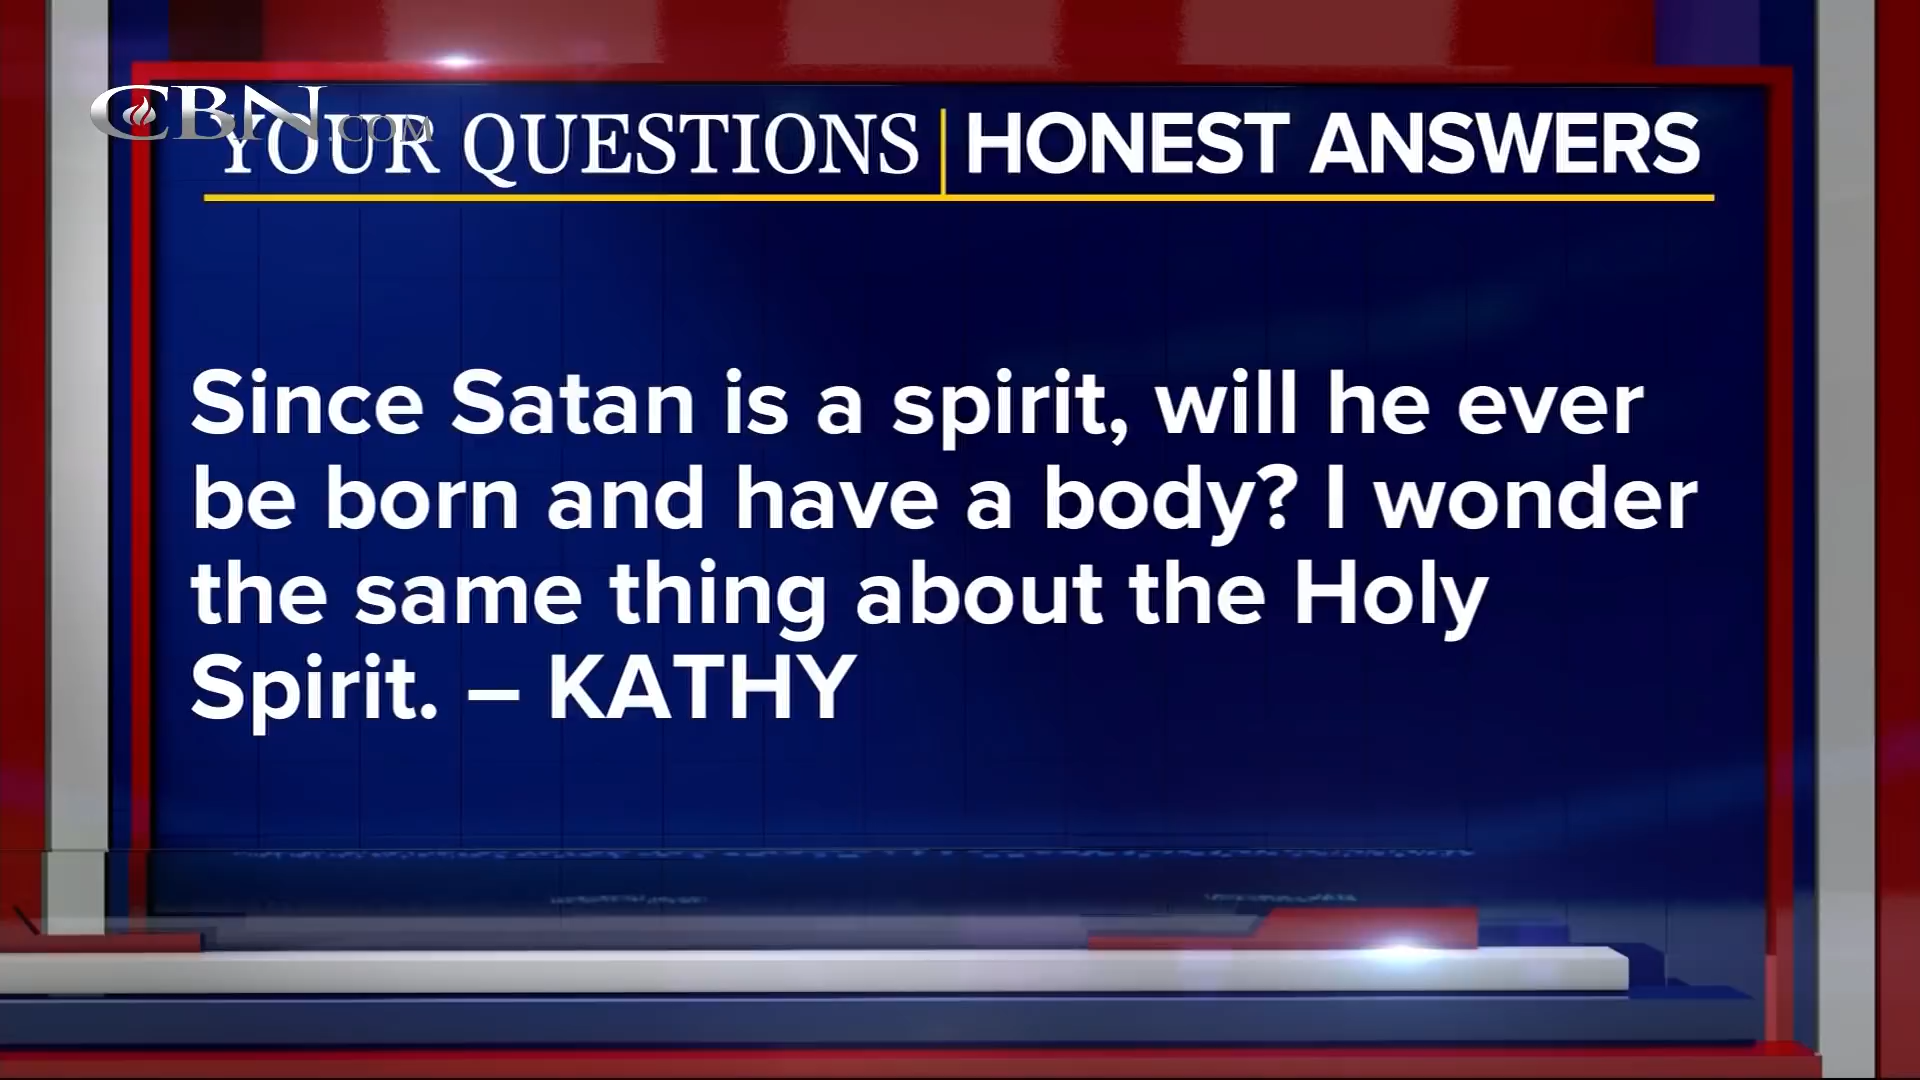 CBN.COM
YOUR QUESTIONS HONEST ANSWERS
Since Satan is a spirit, will he ever
be born and have a body? I wonder
the same thing about the Holy
Spirit. – KATHY